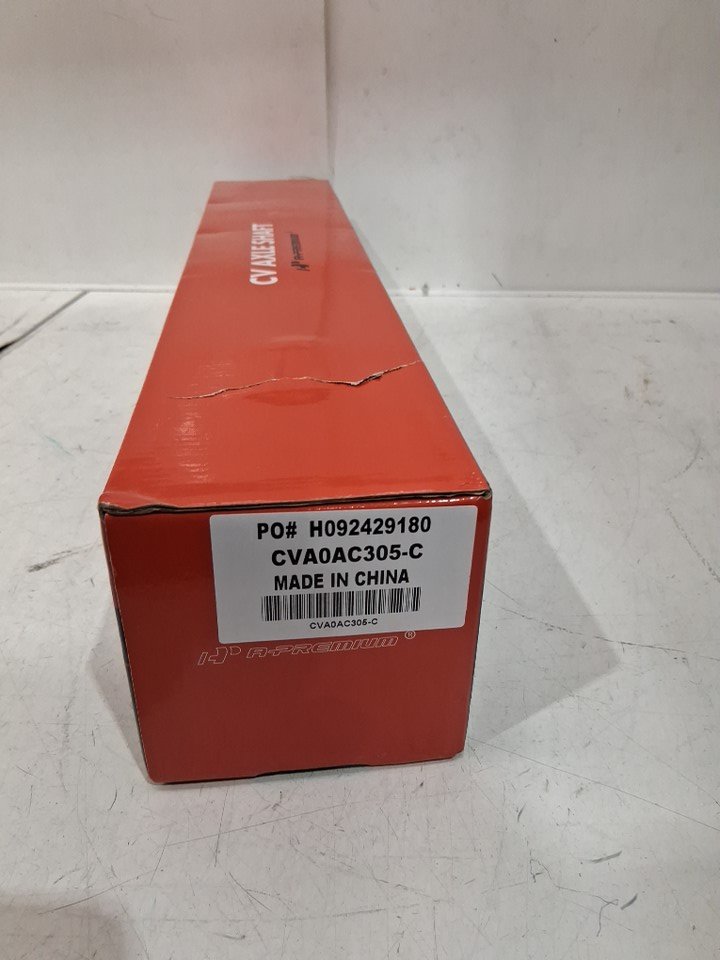 CV AXLE SHAFT
A-PREMIUM
PO# H092429180
CVA0AC305-C
MADE IN CHINA
CVA0AC305-C
A-PREMIUM ®